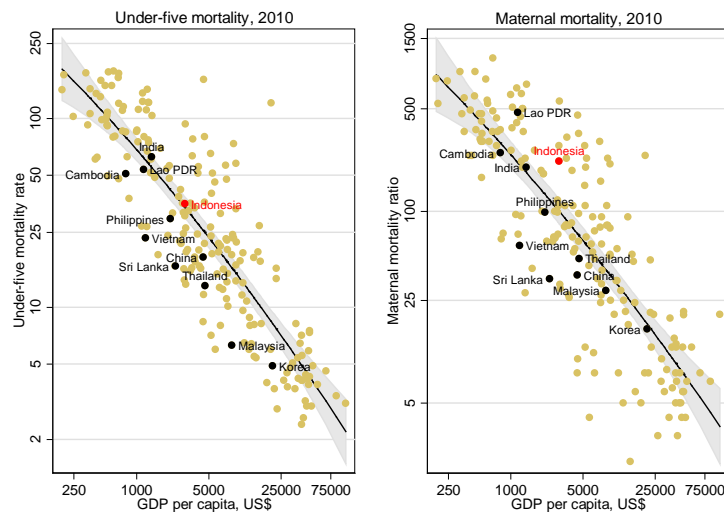 Under-five mortality, 2010
Under-five mortality rate
250
100
50
25
10
5
2
India
Lao PDR
Cambodia
Indonesia
Philippines
Vietnam
China
Sri Lanka
Thailand
Malaysia
Korea
250 1000 5000 25000 75000
GDP per capita, US$
Maternal mortality, 2010
Maternal mortality ratio
1500
500
100
25
5
Lao PDR
Cambodia
Indonesia
India
Philippines
Vietnam
Thailand
Sri Lanka
China
Malaysia
Korea
250 1000 5000 25000 75000
GDP per capita, US$